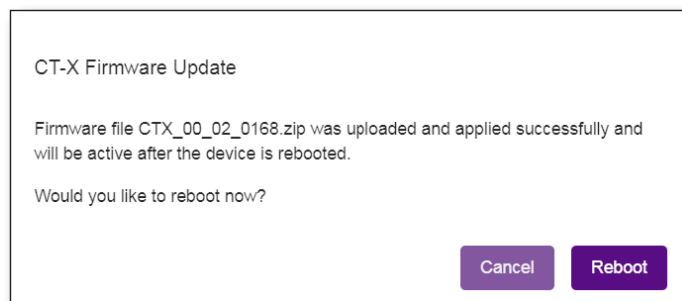 CT-X Firmware Update
Firmware file CTX_00_02_0168.zip was uploaded and applied successfully and
will be active after the device is rebooted.
Would you like to reboot now?
Cancel Reboot